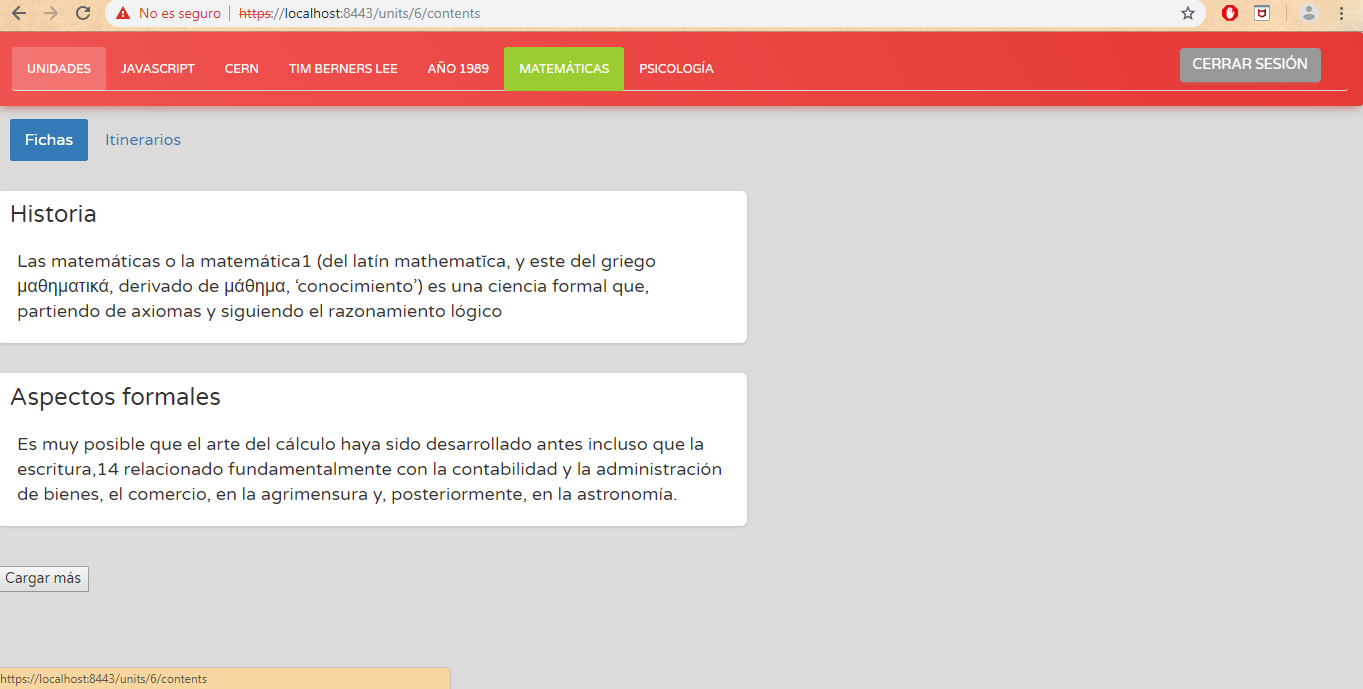 No es seguro | https://localhost:8443/units/6/contents
UNIDADES JAVASCRIPT CERN TIM BERNERS LEE AÑO 1989 MATEMÁTICAS PSICOLOGÍA CERRAR SESIÓN
Fichas Itinerarios
Historia
Las matemáticas o la matemática1 (del latín mathematĭca, y este del griego
μαθηματικά, derivado de μάθημα, ‘conocimiento’) es una ciencia formal que,
partiendo de axiomas y siguiendo el razonamiento lógico
Aspectos formales
Es muy posible que el arte del cálculo haya sido desarrollado antes incluso que la
escritura,14 relacionado fundamentalmente con la contabilidad y la administración
de bienes, el comercio, en la agrimensura y, posteriormente, en la astronomía.
Cargar más
https://localhost:8443/units/6/contents